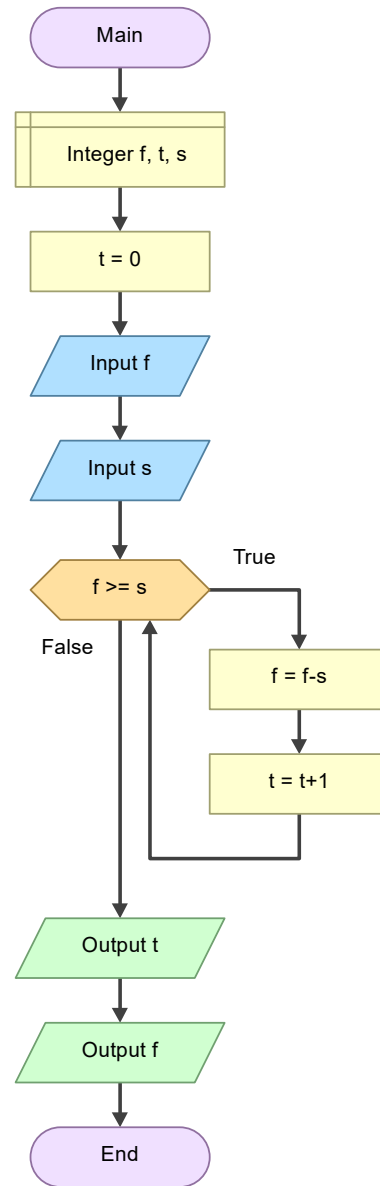 Main
Integer f, t, s
t = 0
Input f
Input s
f >= s
True
False
f = f-s
t = t+1
Output t
Output f
End